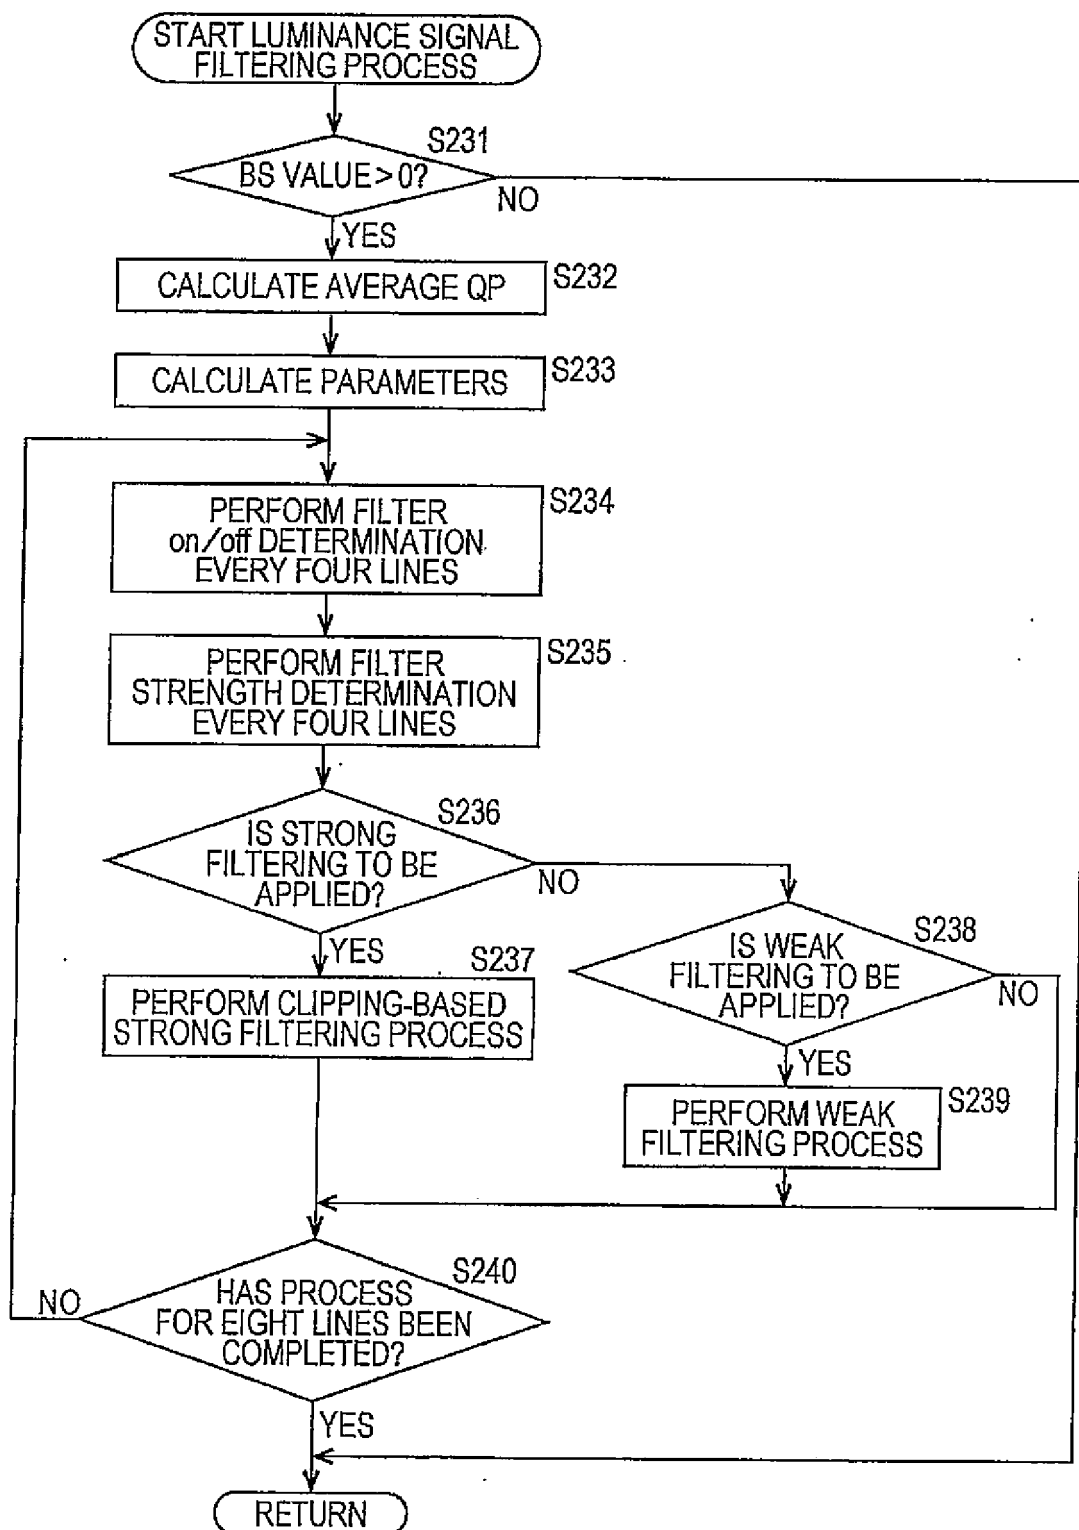 START LUMINANCE SIGNAL
FILTERING PROCESS
S231
BS VALUE > 0?
NO
YES
CALCULATE AVERAGE QP
S232
CALCULATE PARAMETERS
S233
S234
PERFORM FILTER
on/off DETERMINATION
EVERY FOUR LINES
S235
PERFORM FILTER
STRENGTH DETERMINATION
EVERY FOUR LINES
S236
IS STRONG
FILTERING TO BE
APPLIED?
NO
YES
S237
PERFORM CLIPPING-BASED
STRONG FILTERING PROCESS
S238
IS WEAK
FILTERING TO BE
APPLIED?
NO
YES
S239
PERFORM WEAK
FILTERING PROCESS
S240
HAS PROCESS
FOR EIGHT LINES BEEN
COMPLETED?
NO
YES
RETURN